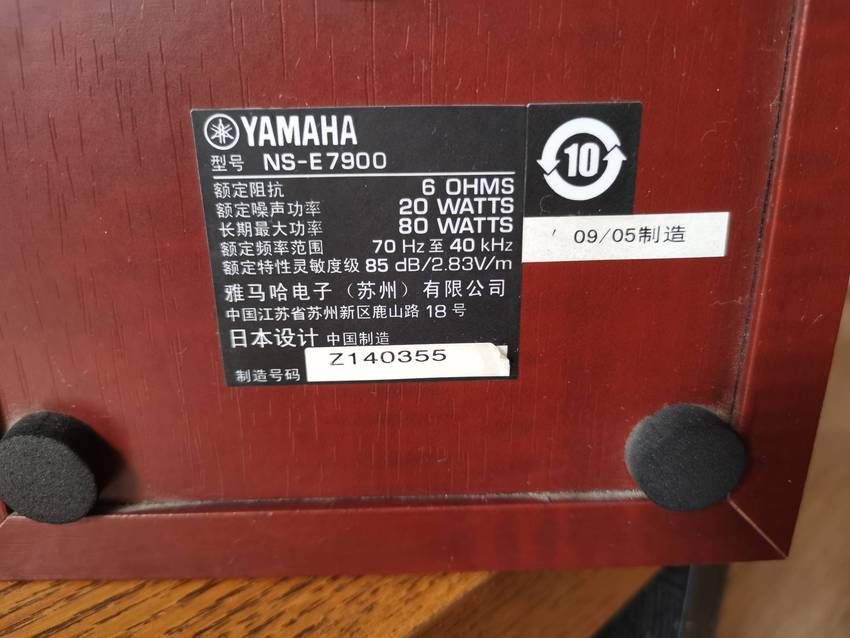 YAMAHA
型号 NS-E7900
额定阻抗 6 OHMS
额定噪声功率 20 WATTS
长期最大功率 80 WATTS
额定频率范围 70 Hz 至 40 kHz
额定特性灵敏度级 85 dB/2.83V/m
雅马哈电子（苏州）有限公司
中国江苏省苏州新区鹿山路 18 号
日本设计 中国制造
制造号码 Z140355
10
/ 09/05制造